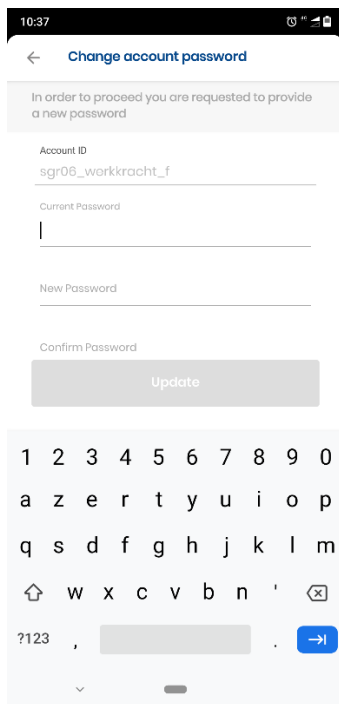 10:37
4G
Change account password
In order to proceed you are requested to provide
a new password
Account ID
sgr06_werkkracht_f
Current Password
New Password
Confirm Password
Update
1 2 3 4 5 6 7 8 9 0
a z e r t y u i o p
q s d f g h j k l m
w x c v b n '
?123 , .